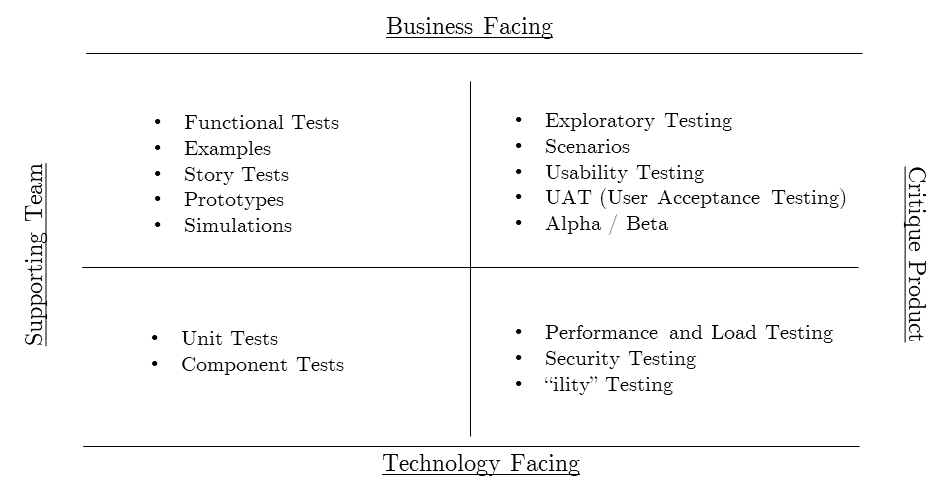 Business Facing
Supporting Team
• Functional Tests
• Examples
• Story Tests
• Prototypes
• Simulations
• Exploratory Testing
• Scenarios
• Usability Testing
• UAT (User Acceptance Testing)
• Alpha / Beta
Critique Product
• Unit Tests
• Component Tests
• Performance and Load Testing
• Security Testing
• “ility” Testing
Technology Facing